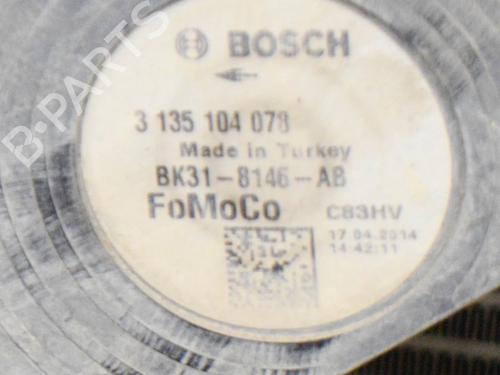 B-PARTS
BOSCH
3 135 104 078
Made in Turkey
BK31-8146-AB
FoMoCo C83HV
17.04.2014
14:42:11